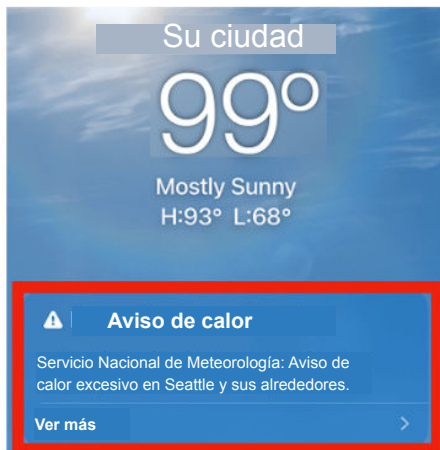 Su ciudad
99°
Mostly Sunny
H:93° L:68°
Aviso de calor
Servicio Nacional de Meteorología: Aviso de
calor excesivo en Seattle y sus alrededores.
Ver más